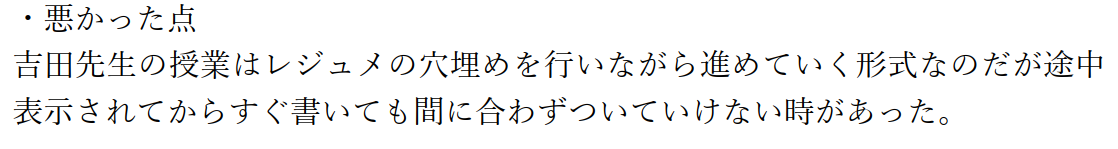 ・悪かった点
吉田先生の授業はレジュメの穴埋めを行いながら進めていく形式なのだが途中
表示されてからすぐ書いても間に合わずついていけない時があった。